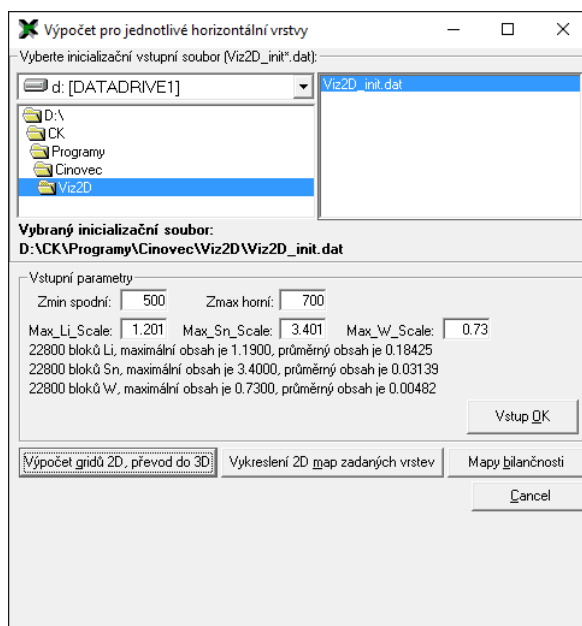 Výpočet pro jednotlivé horizontální vrstvy
Vyberte inicializační vstupní soubor (Viz2D_init*.dat):
d: [DATADRIVE1]
Viz2D_init.dat
D:\
CK
Programy
Cinovec
Viz2D
Vybraný inicializační soubor:
D:\CK\Programy\Cinovec\Viz2D\Viz2D_init.dat
Vstupní parametry
Zmin spodní: 500 Zmax horní: 700
Max_Li_Scale: 1.201 Max_Sn_Scale: 3.401 Max_W_Scale: 0.73
22800 bloků Li, maximální obsah je 1.1900, průměrný obsah je 0.18425
22800 bloků Sn, maximální obsah je 3.4000, průměrný obsah je 0.03139
22800 bloků W, maximální obsah je 0.7300, průměrný obsah je 0.00482
Vstup OK
Výpočet gridů 2D, převod do 3D Vykreslení 2D map zadaných vrstev Mapy bilančnosti
Cancel